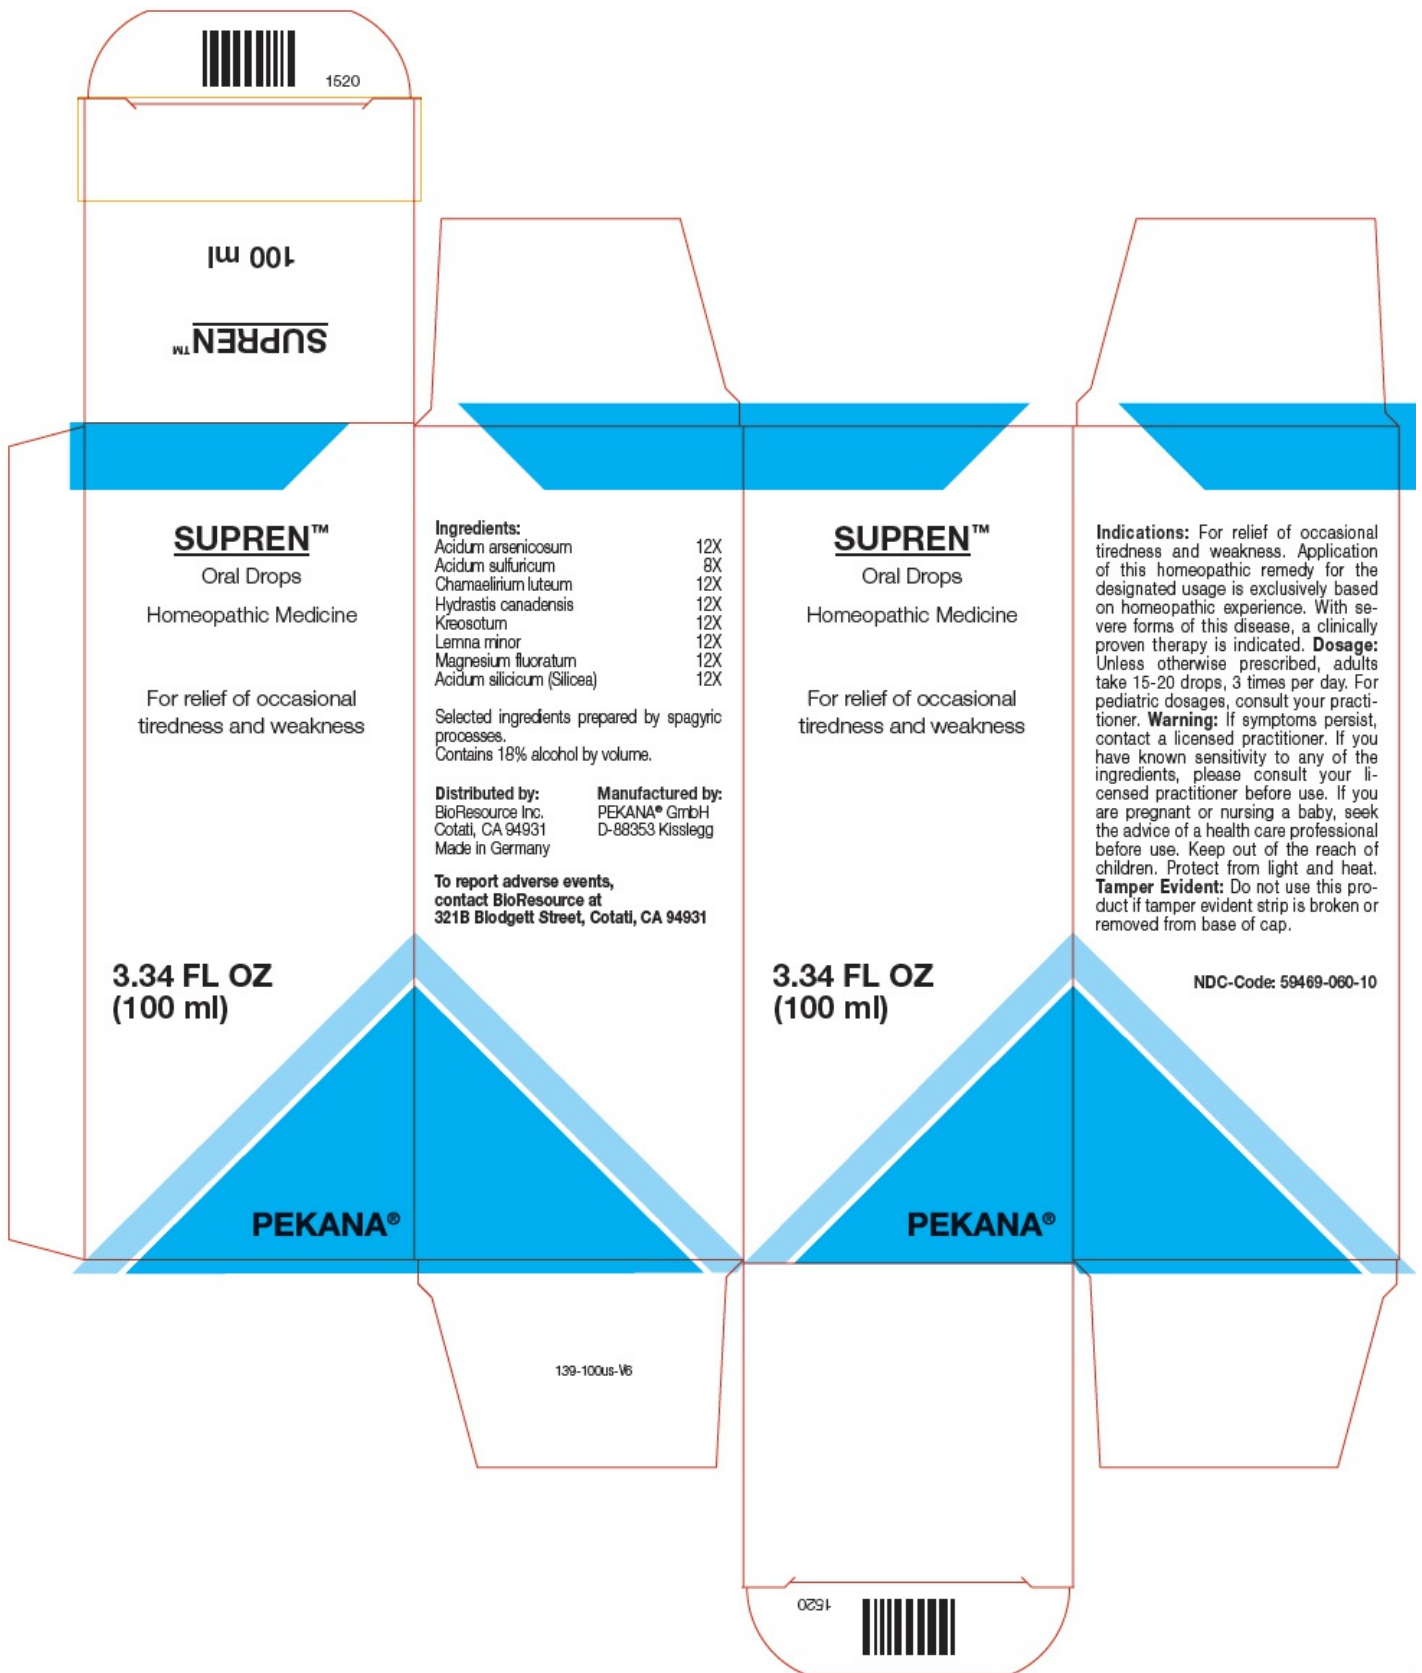 1520
100 ml
SUPREN™
SUPREN™
Oral Drops
Homeopathic Medicine
For relief of occasional
tiredness and weakness
3.34 FL OZ
(100 ml)
PEKANA®
Ingredients:
Acidum arsenicosum 12X
Acidum sulfuricum 8X
Chamaelirium luteum 12X
Hydrastis canadensis 12X
Kreosotum 12X
Lemna minor 12X
Magnesium fluoratum 12X
Acidum silicicum (Silicea) 12X
Selected ingredients prepared by spagyric
processes.
Contains 18% alcohol by volume.
Distributed by:
BioResource Inc.
Cotati, CA 94931
Made in Germany
Manufactured by:
PEKANA® GmbH
D-88353 Kisslegg
To report adverse events,
contact BioResource at
321B Blodgett Street, Cotati, CA 94931
139-100us-V6
SUPREN™
Oral Drops
Homeopathic Medicine
For relief of occasional
tiredness and weakness
3.34 FL OZ
(100 ml)
PEKANA®
Indications: For relief of occasional
tiredness and weakness. Application
of this homeopathic remedy for the
designated usage is exclusively based
on homeopathic experience. With se-
vere forms of this disease, a clinically
proven therapy is indicated. Dosage:
Unless otherwise prescribed, adults
take 15-20 drops, 3 times per day. For
pediatric dosages, consult your practi-
tioner. Warning: If symptoms persist,
contact a licensed practitioner. If you
have known sensitivity to any of the
ingredients, please consult your li-
censed practitioner before use. If you
are pregnant or nursing a baby, seek
the advice of a health care professional
before use. Keep out of the reach of
children. Protect from light and heat.
Tamper Evident: Do not use this pro-
duct if tamper evident strip is broken or
removed from base of cap.
NDC-Code: 59469-060-10
1520